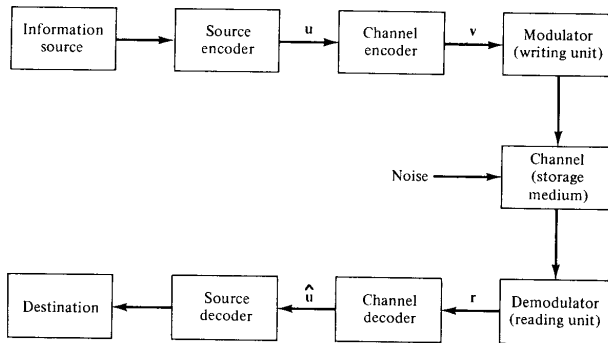 Information
source
Source
encoder
u
Channel
encoder
v
Modulator
(writing unit)
Noise
Channel
(storage
medium)
Destination
Source
decoder
û
Channel
decoder
r
Demodulator
(reading unit)